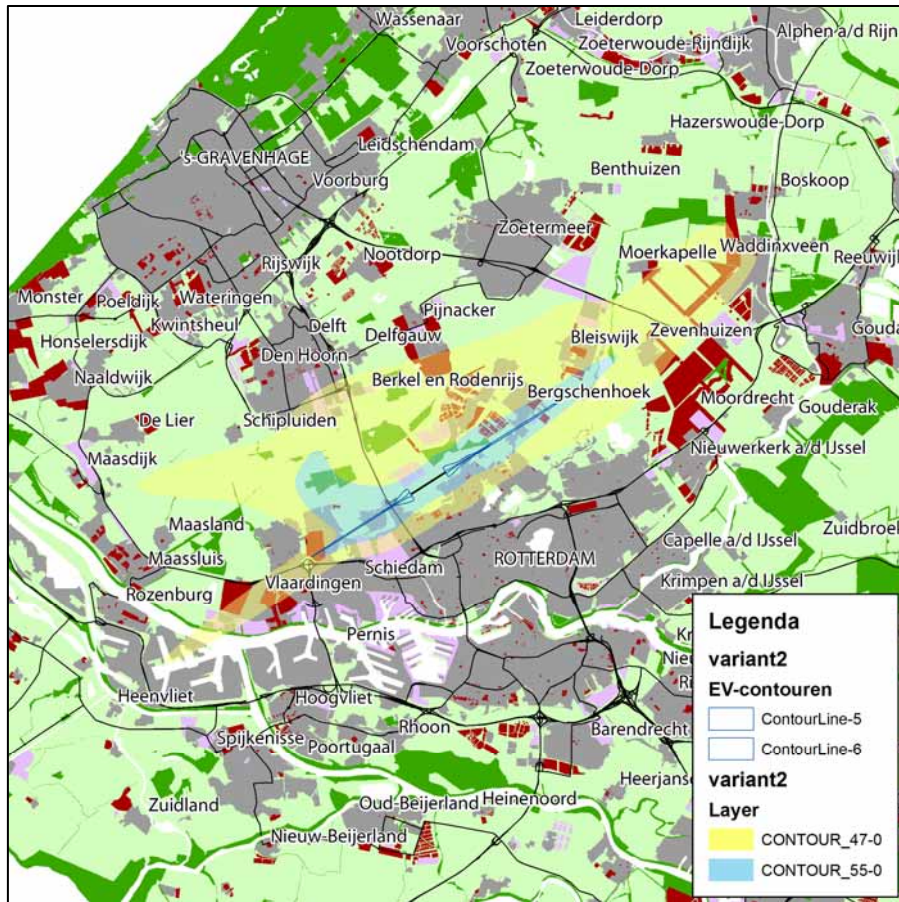 Wassenaar
Leiderdorp
Alphen a/d Rijn
Voorschoten
Zoeterwoude-Rijndijk
Zoeterwoude-Dorp
Hazerswoude-Dorp
's-GRAVENHAGE
Leidschendam
Benthuizen
Voorburg
Boskoop
Zoetermeer
Nootdorp
Moerkapelle
Waddinxveen
Rijswijk
Reeuwijk
Monster
Poeldijk
Wateringen
Pijnacker
Kwintsheul
Delft
Delfgauw
Bleiswijk
Zevenhuizen
Gouda
Honselersdijk
Den Hoorn
Naaldwijk
Berkel en Rodenrijs
Bergschenhoek
Moordrecht
Gouderak
De Lier
Schipluiden
Nieuwerkerk a/d IJssel
Maasdijk
Maasland
Zuidbroek
Maassluis
Capelle a/d IJssel
Schiedam
ROTTERDAM
Vlaardingen
Krimpen a/d IJssel
Rozenburg
Pernis
Kr
Nieu
Heenvliet
Hoogvliet
Ri
Rhoon
Barendrecht
Spijkenisse
Poortugaal
Heerjanse
Zuidland
Oud-Beijerland
Heinenoord
Nieuw-Beijerland
Legenda
variant2
EV-contouren
ContourLine-5
ContourLine-6
variant2
Layer
CONTOUR_47-0
CONTOUR_55-0